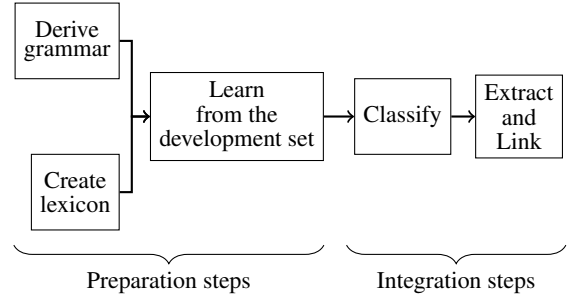 Derive
grammar
Create
lexicon
Learn
from the
development set
Classify
Extract
and
Link
Preparation steps
Integration steps